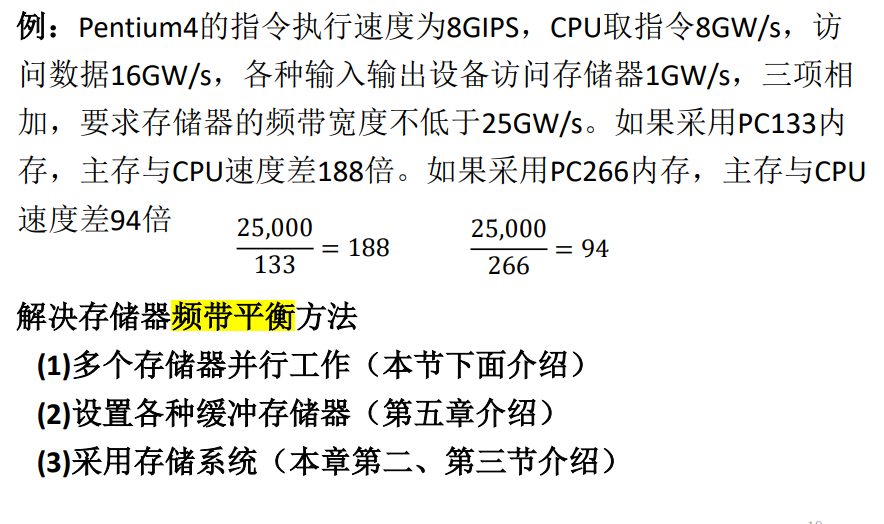 例：Pentium4的指令执行速度为8GIPS，CPU取指令8GW/s，访
问数据16GW/s，各种输入输出设备访问存储器1GW/s，三项相
加，要求存储器的频带宽度不低于25GW/s。如果采用PC133内
存，主存与CPU速度差188倍。如果采用PC266内存，主存与CPU
速度差94倍
25,000/133 = 188 25,000/266 = 94
解决存储器频带平衡方法
(1)多个存储器并行工作（本节下面介绍）
(2)设置各种缓冲存储器（第五章介绍）
(3)采用存储系统（本章第二、第三节介绍）